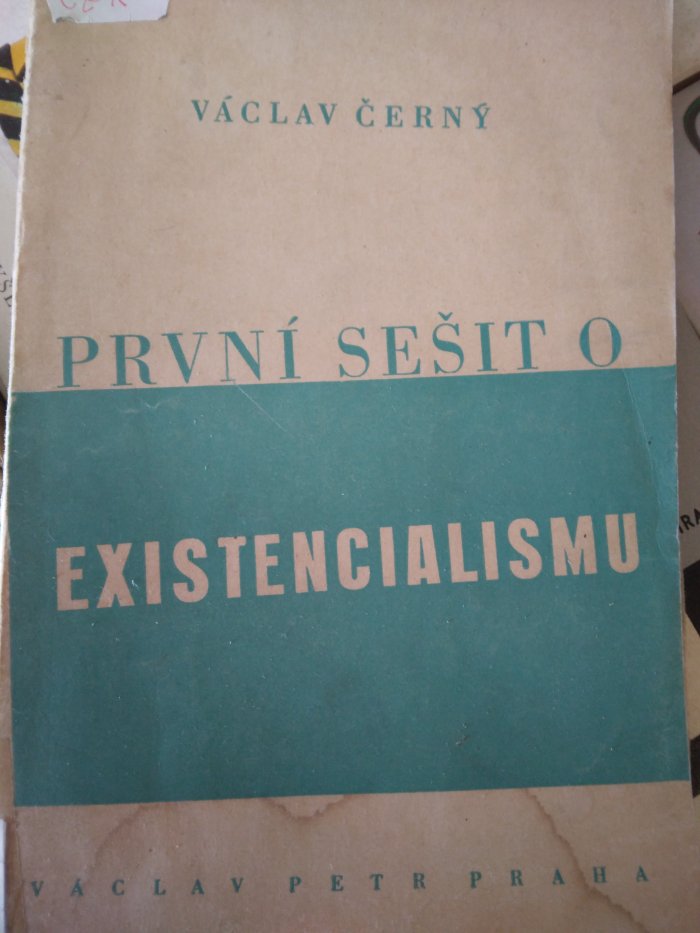 VÁCLAV ČERNÝ
PRVNÍ SEŠIT O
EXISTENCIALISMU
VÁCLAV PETR PRAHA